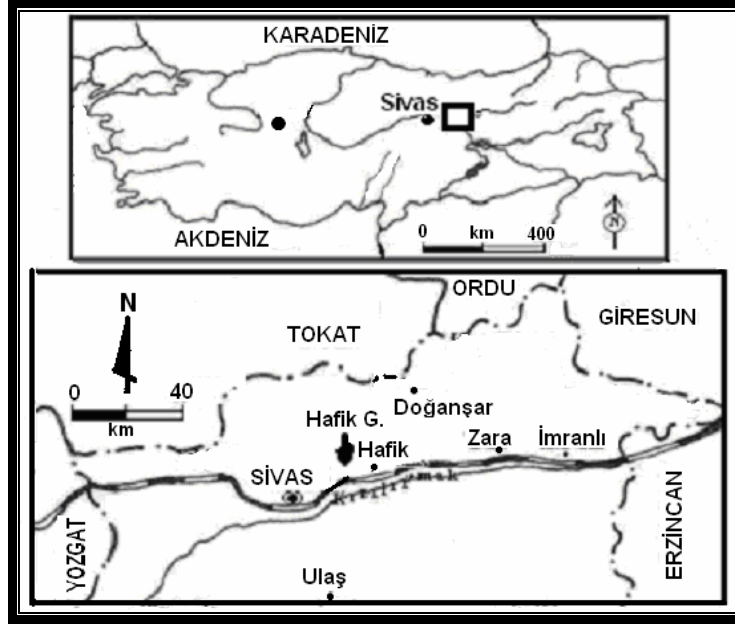 KARADENİZ
Sivas
AKDENİZ
0 km 400
N
ORDU
N
TOKAT
GİRESUN
0 40
km
Doğanşar
Hafik G.
Zara
İmranlı
Hafik
SİVAS
Kızılırmak
YOZGAT
ERZİNCAN
Ulaş